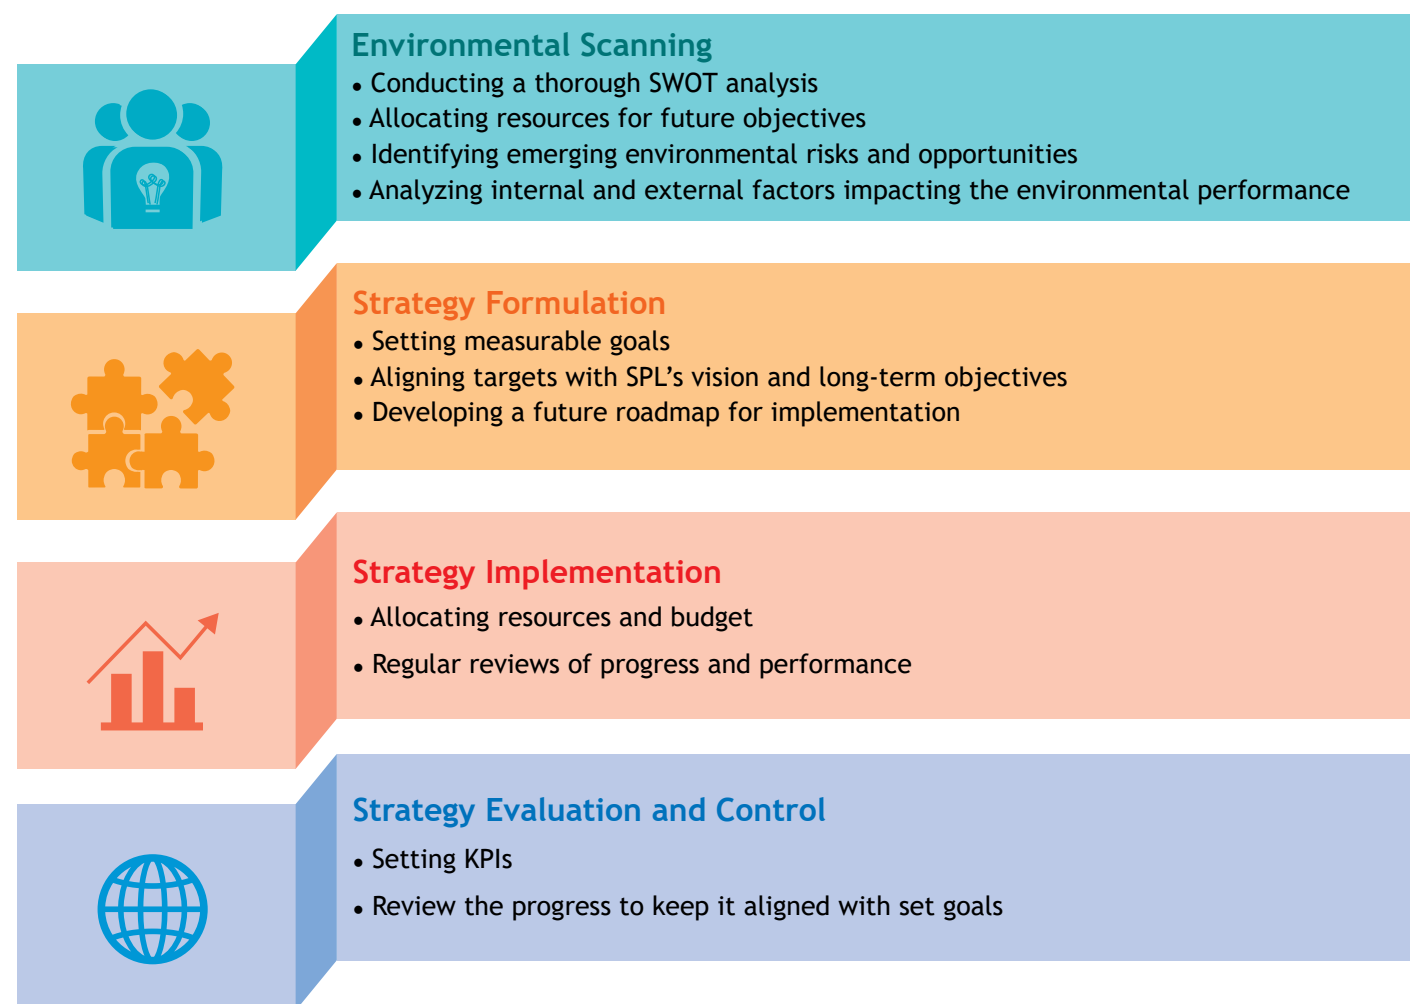 Environmental Scanning
• Conducting a thorough SWOT analysis
• Allocating resources for future objectives
• Identifying emerging environmental risks and opportunities
• Analyzing internal and external factors impacting the environmental performance
Strategy Formulation
• Setting measurable goals
• Aligning targets with SPL’s vision and long-term objectives
• Developing a future roadmap for implementation
Strategy Implementation
• Allocating resources and budget
• Regular reviews of progress and performance
Strategy Evaluation and Control
• Setting KPIs
• Review the progress to keep it aligned with set goals